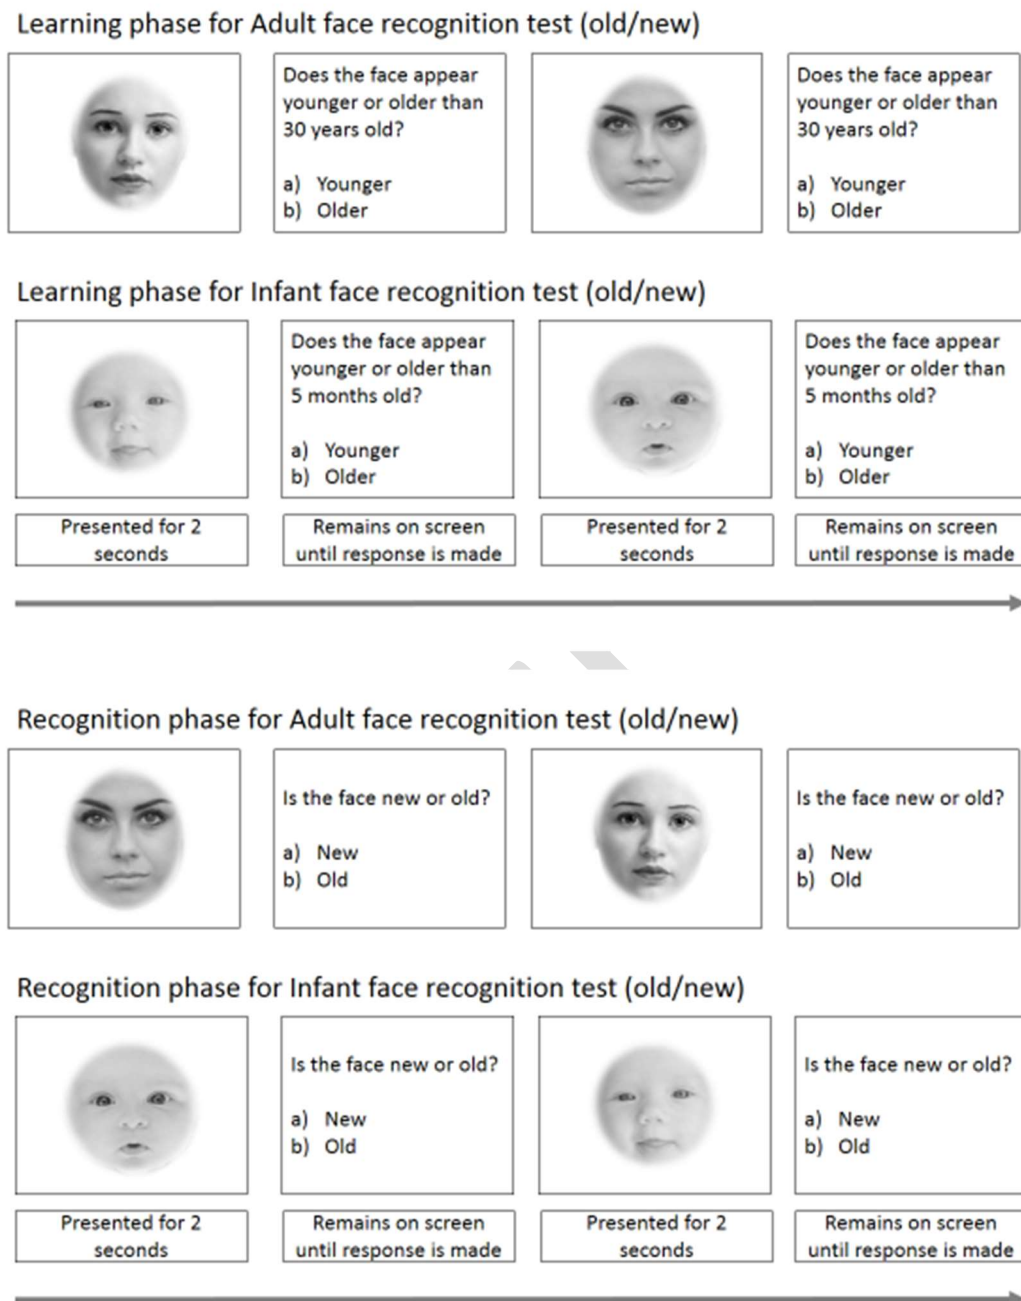 Learning phase for Adult face recognition test (old/new)
Does the face appear
younger or older than
30 years old?
a) Younger
b) Older
Does the face appear
younger or older than
30 years old?
a) Younger
b) Older
Learning phase for Infant face recognition test (old/new)
Does the face appear
younger or older than
5 months old?
a) Younger
b) Older
Does the face appear
younger or older than
5 months old?
a) Younger
b) Older
Presented for 2
seconds
Remains on screen
until response is made
Presented for 2
seconds
Remains on screen
until response is made
Recognition phase for Adult face recognition test (old/new)
Is the face new or old?
a) New
b) Old
Is the face new or old?
a) New
b) Old
Recognition phase for Infant face recognition test (old/new)
Is the face new or old?
a) New
b) Old
Is the face new or old?
a) New
b) Old
Presented for 2
seconds
Remains on screen
until response is made
Presented for 2
seconds
Remains on screen
until response is made